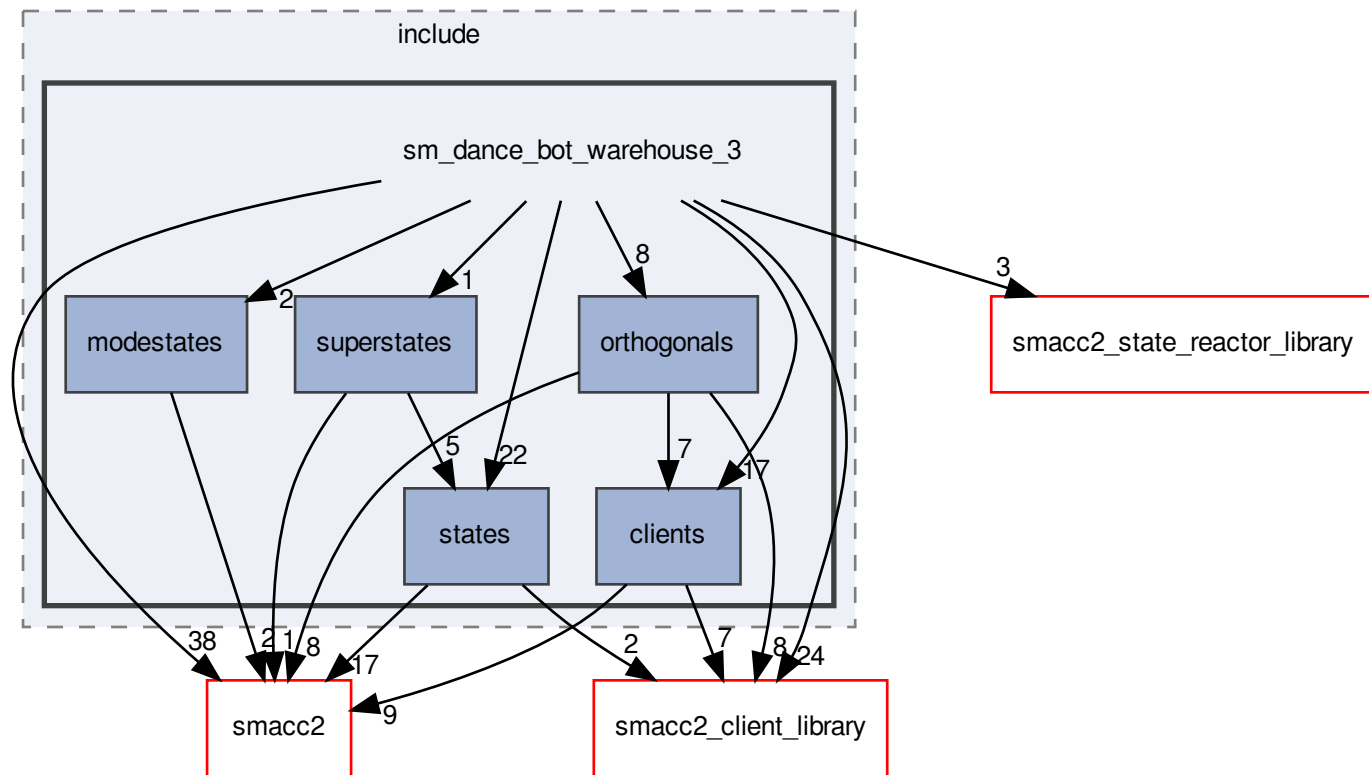 include
sm_dance_bot_warehouse_3
8
1
2
3
modestates
superstates
orthogonals
smacc2_state_reactor_library
5
22
7
17
states
clients
38
2
1
8
17
2
7
8
24
9
smacc2
smacc2_client_library